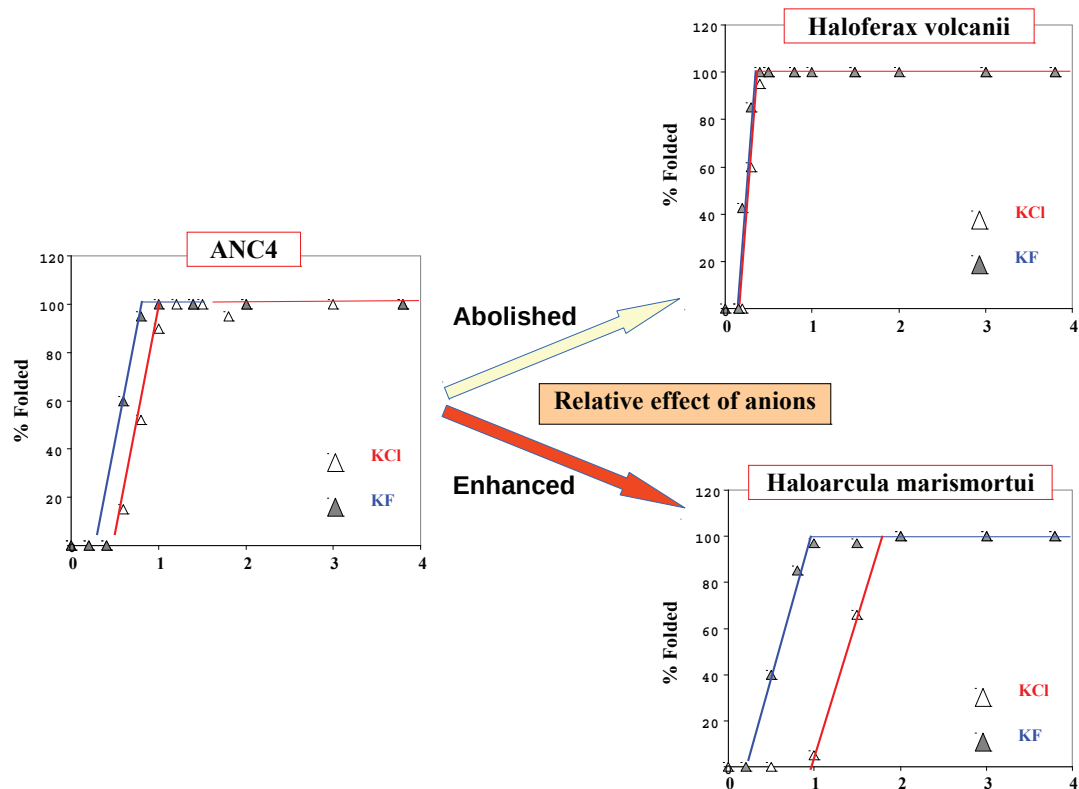 Haloferax volcanii
120
100
80
60
40
20
% Folded
KCl
KF
0
1
2
3
4
ANC4
120
100
80
60
40
20
% Folded
KCl
KF
0
1
2
3
4
Abolished
Relative effect of anions
Enhanced
Haloarcula marismortui
120
100
80
60
40
20
% Folded
KCl
KF
0
1
2
3
4